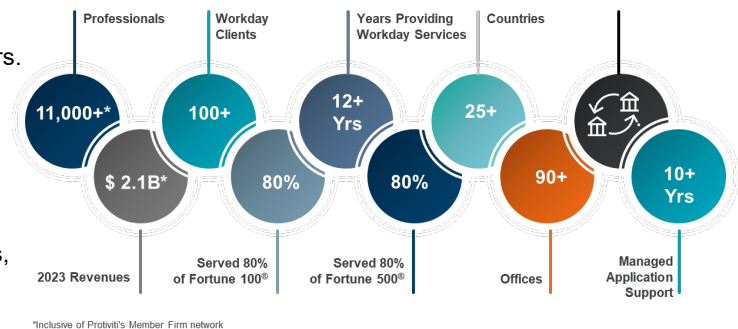 Professionals
Workday
Clients
Years Providing
Workday Services
Countries
rs.
11,000+*
100+
12+
Yrs
25+
$ 2.1B*
80%
80%
90+
10+
Yrs
s,
2023 Revenues
Served 80%
of Fortune 100®
Served 80%
of Fortune 500®
Offices
Managed
Application
Support
*Inclusive of Protiviti's Member Firm network